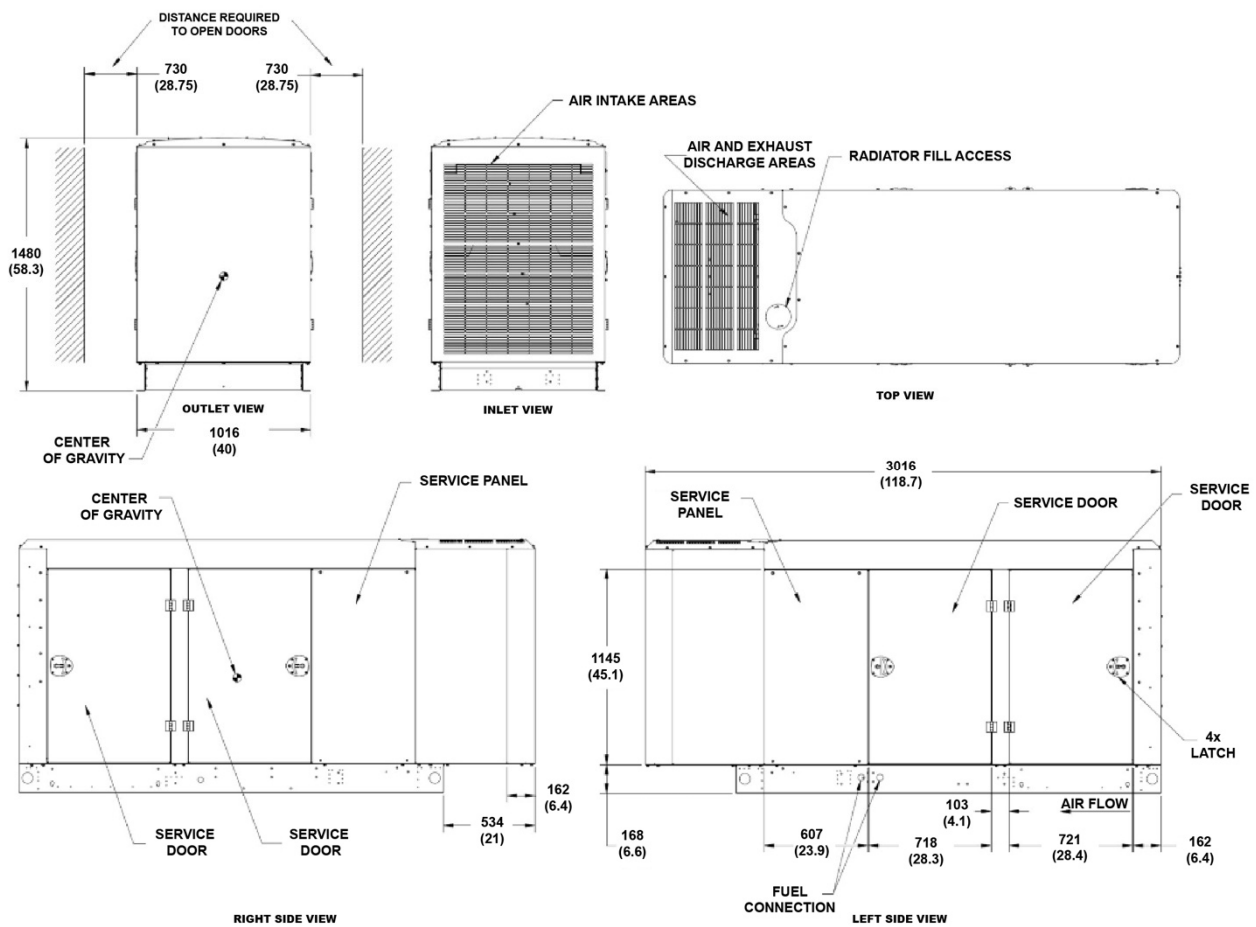 DISTANCE REQUIRED
TO OPEN DOORS
730
(28.75)
730
(28.75)
1480
(58.3)
OUTLET VIEW
1016
(40)
CENTER
OF GRAVITY
AIR INTAKE AREAS
INLET VIEW
AIR AND EXHAUST
DISCHARGE AREAS
RADIATOR FILL ACCESS
TOP VIEW
CENTER
OF GRAVITY
SERVICE PANEL
162
(6.4)
534
(21)
SERVICE
DOOR
SERVICE
DOOR
RIGHT SIDE VIEW
3016
(118.7)
SERVICE
PANEL
SERVICE DOOR
SERVICE
DOOR
1145
(45.1)
4x
LATCH
168
(6.6)
607
(23.9)
718
(28.3)
103
(4.1)
AIR FLOW
721
(28.4)
162
(6.4)
FUEL
CONNECTION
LEFT SIDE VIEW